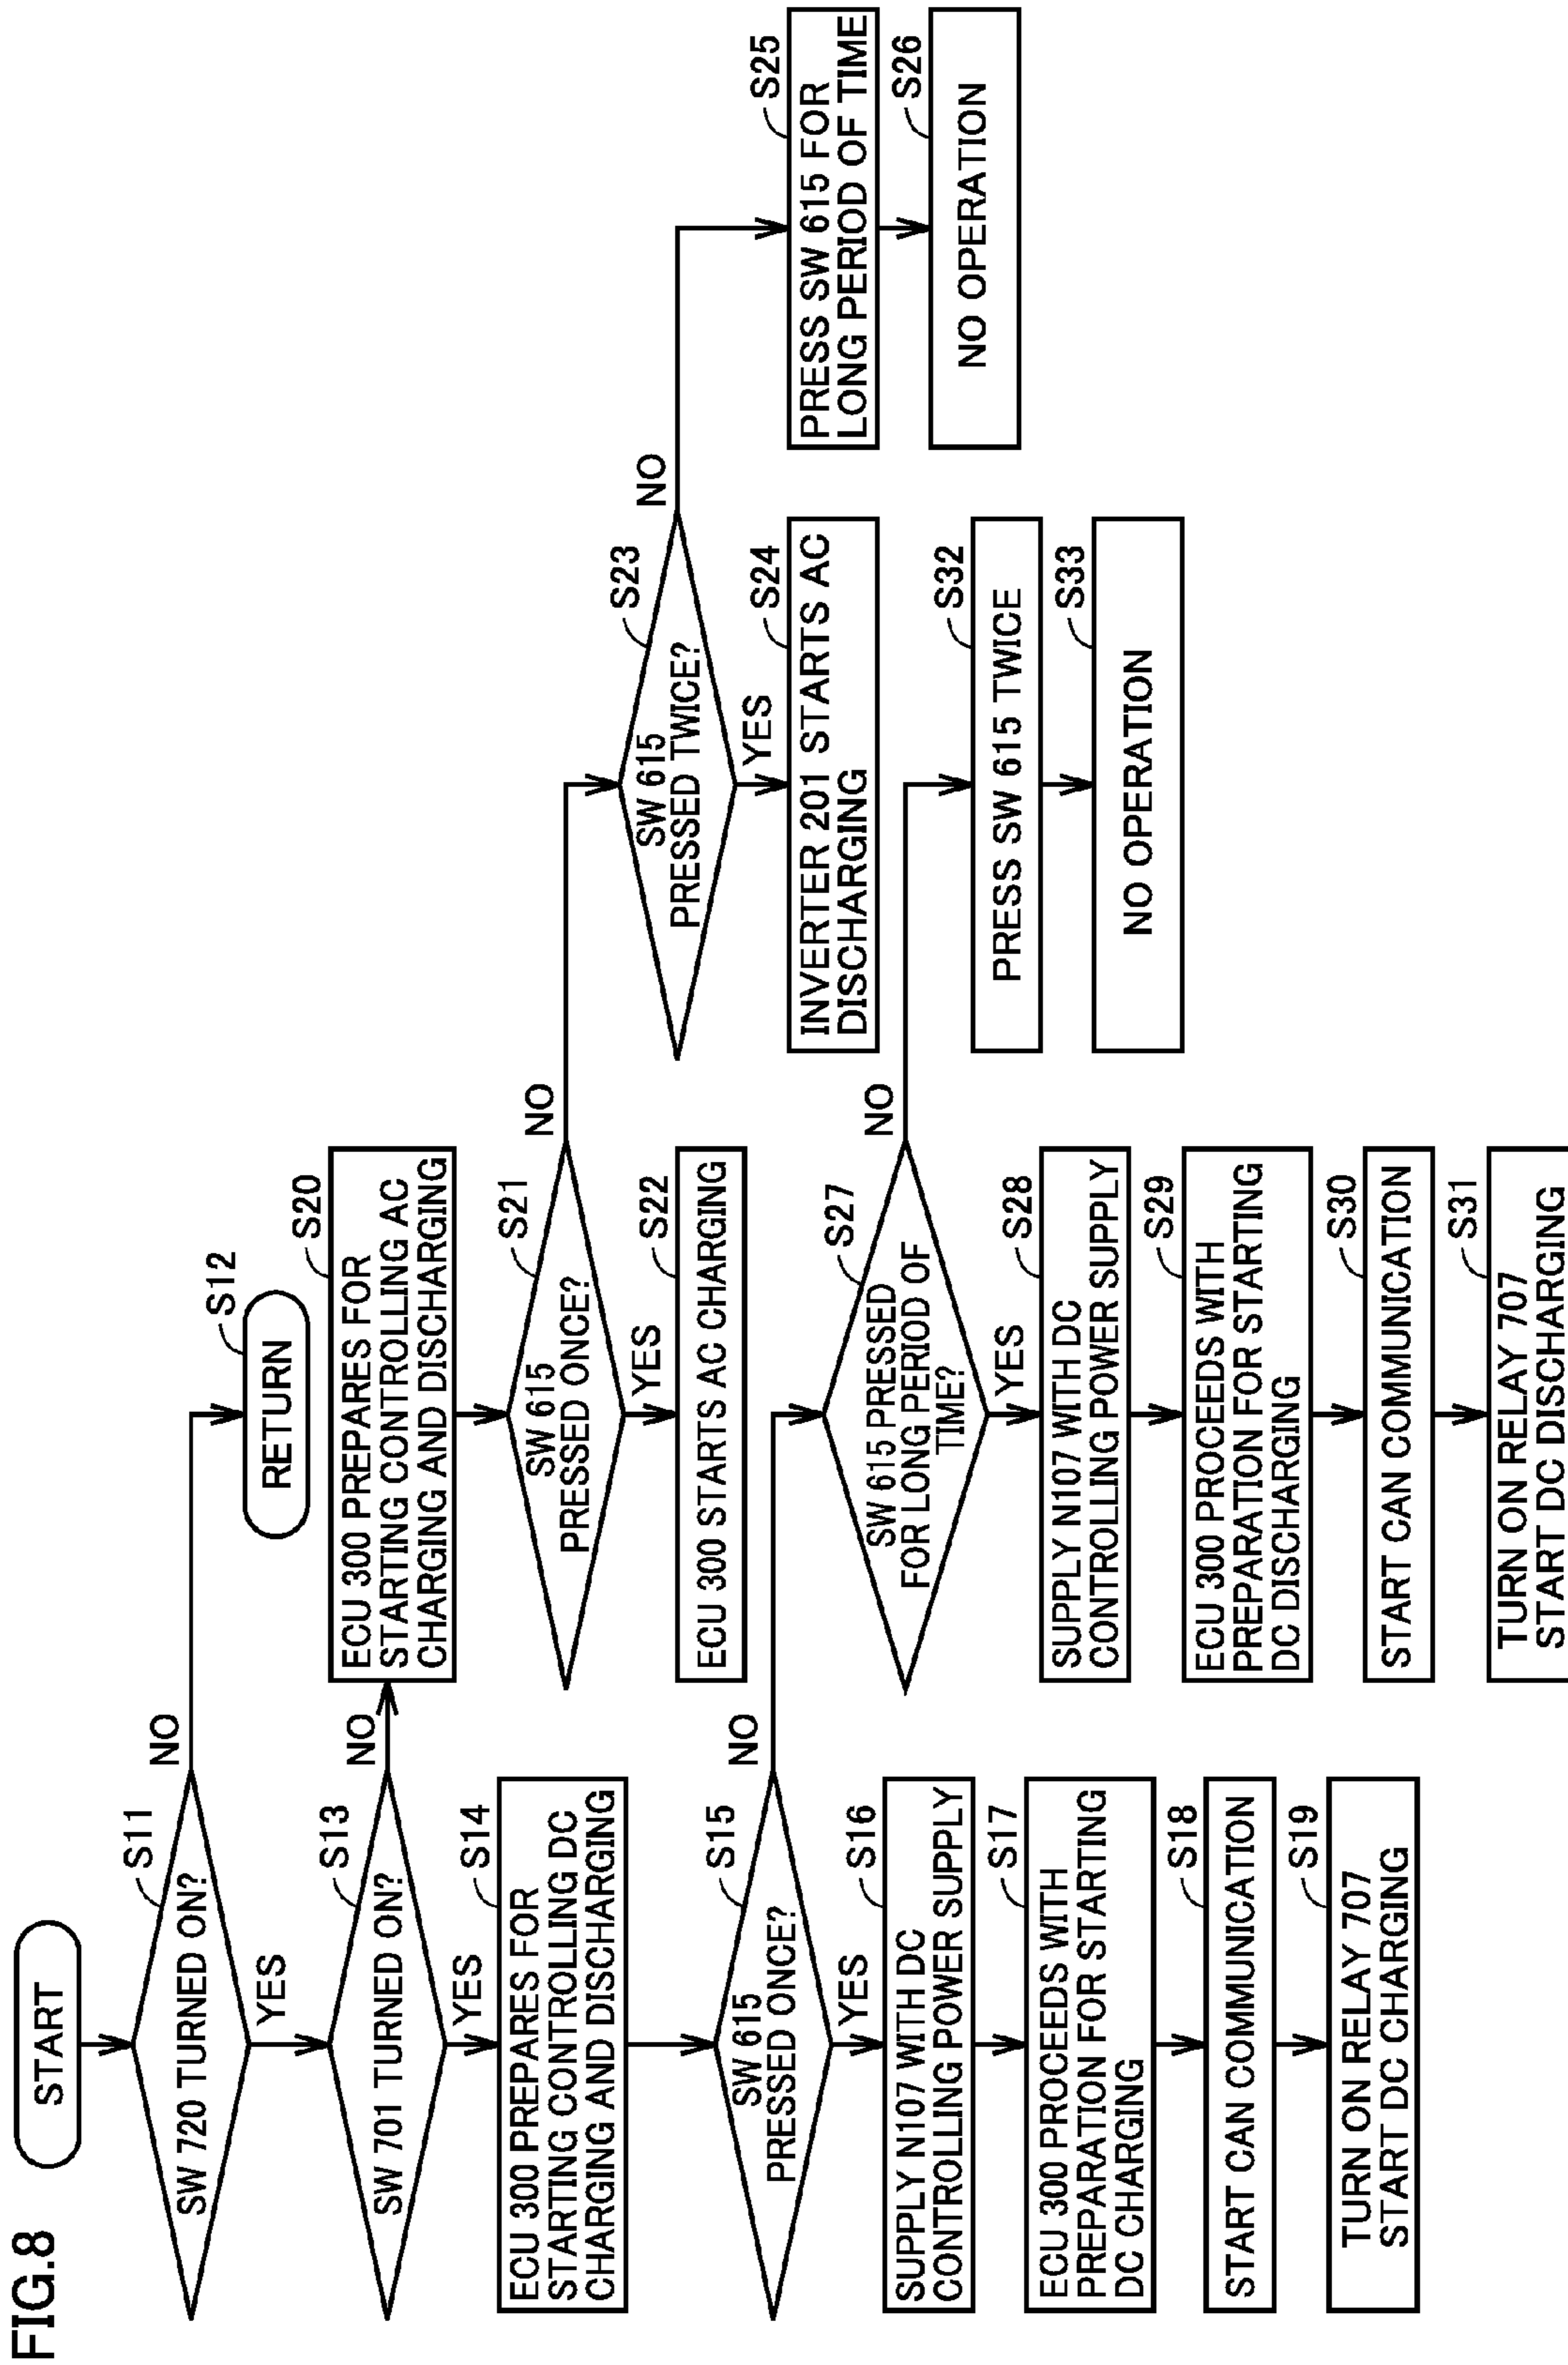 FIG.8
START
SW 720 TURNED ON?
S11
NO
YES
RETURN
S12
SW 701 TURNED ON?
S13
NO
YES
ECU 300 PREPARES FOR
STARTING CONTROLLING DC
CHARGING AND DISCHARGING
S14
SW 615
PRESSED ONCE?
S15
NO
YES
SUPPLY N107 WITH DC
CONTROLLING POWER SUPPLY
S16
ECU 300 PROCEEDS WITH
PREPARATION FOR STARTING
DC CHARGING
S17
START CAN COMMUNICATION
S18
TURN ON RELAY 707
START DC CHARGING
S19
ECU 300 PREPARES FOR
STARTING CONTROLLING AC
CHARGING AND DISCHARGING
S20
SW 615
PRESSED ONCE?
S21
NO
YES
ECU 300 STARTS AC CHARGING
S22
SW 615
PRESSED TWICE?
S23
NO
YES
INVERTER 201 STARTS AC
DISCHARGING
S24
PRESS SW 615 FOR
LONG PERIOD OF TIME
S25
NO OPERATION
S26
SW 615 PRESSED
FOR LONG PERIOD OF
TIME?
S27
NO
YES
SUPPLY N107 WITH DC
CONTROLLING POWER SUPPLY
S28
ECU 300 PROCEEDS WITH
PREPARATION FOR STARTING
DC DISCHARGING
S29
START CAN COMMUNICATION
S30
TURN ON RELAY 707
START DC DISCHARGING
S31
PRESS SW 615 TWICE
S32
NO OPERATION
S33